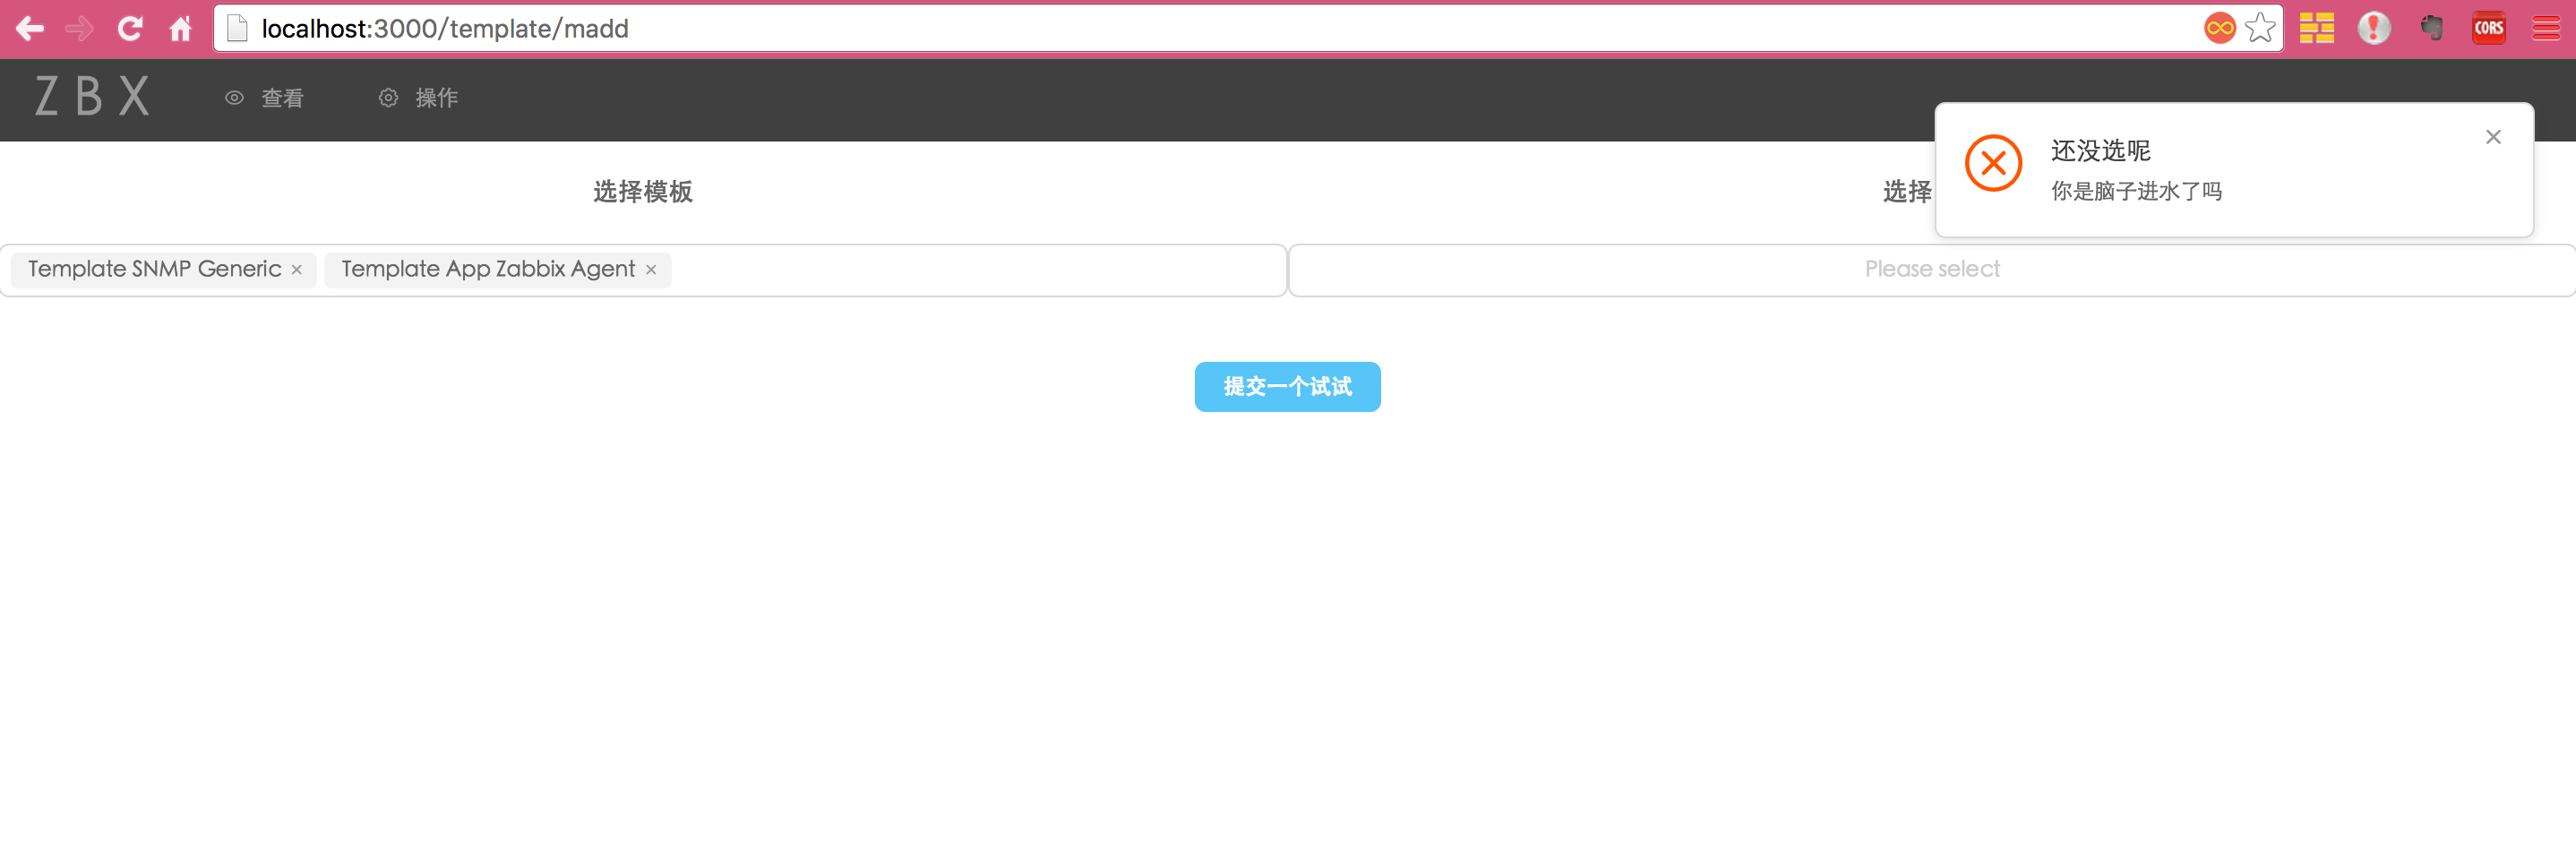 localhost:3000/template/madd
CORS
ZBX 查看 操作
还没选呢
你是脑子进水了吗
选择模板 选择
Template SNMP Generic × Template App Zabbix Agent × Please select
提交一个试试